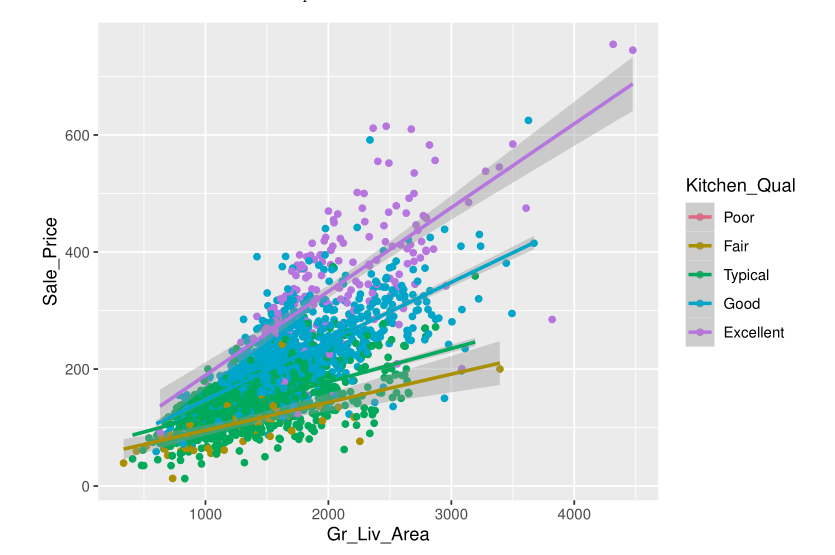 600
400
200
0
Sale_Price
1000 2000 3000 4000
Gr_Liv_Area
Kitchen_Qual
Poor
Fair
Typical
Good
Excellent